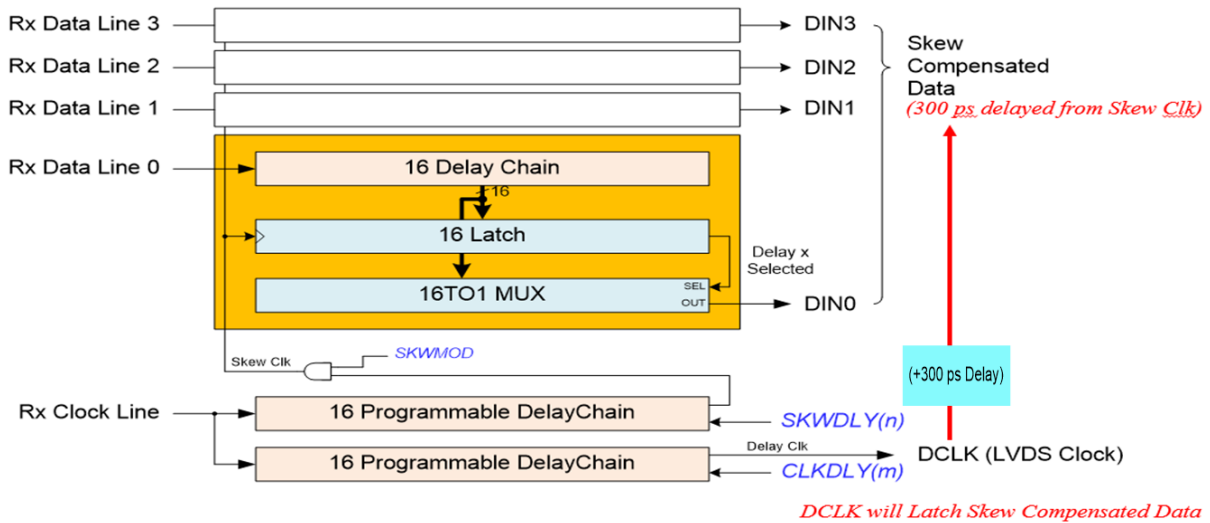 Rx Data Line 3
DIN3
Rx Data Line 2
DIN2
Rx Data Line 1
DIN1
Skew
Compensated
Data
(300 ps delayed from Skew Clk)
Rx Data Line 0
16 Delay Chain
16
16 Latch
Delay x
Selected
16TO1 MUX
SEL
OUT
DIN0
Skew Clk
SKWMOD
(+300 ps Delay)
Rx Clock Line
16 Programmable DelayChain
SKWDLY(n)
16 Programmable DelayChain
Delay Clk
CLKDLY(m)
DCLK (LVDS Clock)
DCLK will Latch Skew Compensated Data